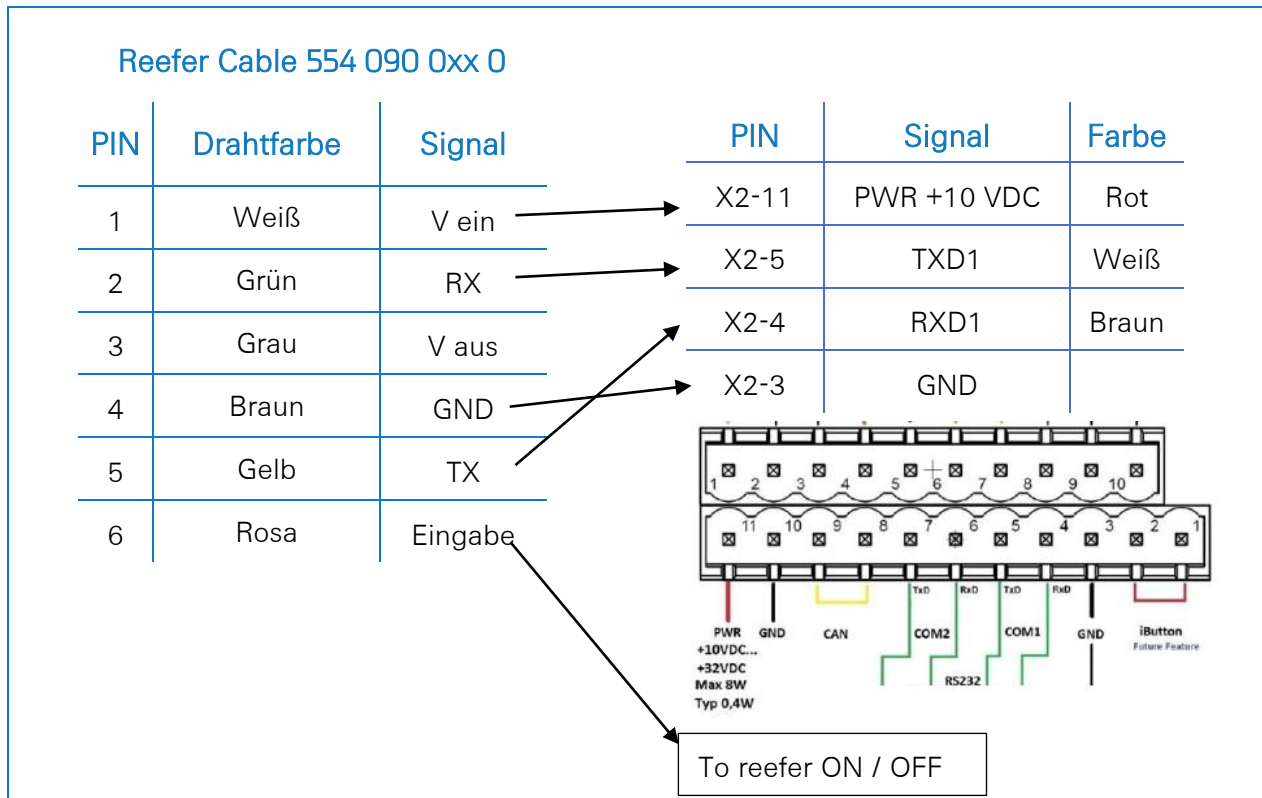 Reefer Cable 554 090 0xx 0
PIN Drahtfarbe Signal
1 Weiß V ein
2 Grün RX
3 Grau V aus
4 Braun GND
5 Gelb TX
6 Rosa Eingabe
PIN Signal Farbe
X2-11 PWR +10 VDC Rot
X2-5 TXD1 Weiß
X2-4 RXD1 Braun
X2-3 GND
1 2 3 4 5 6 7 8 9 10
11 10 9 8 7 6 5 4 3 2 1
TxD RxD TxD RxD
PWR GND CAN COM2 COM1 GND iButton
+10VDC... Future Feature
+32VDC RS232
Max 8W
Typ 0,4W
To reefer ON / OFF